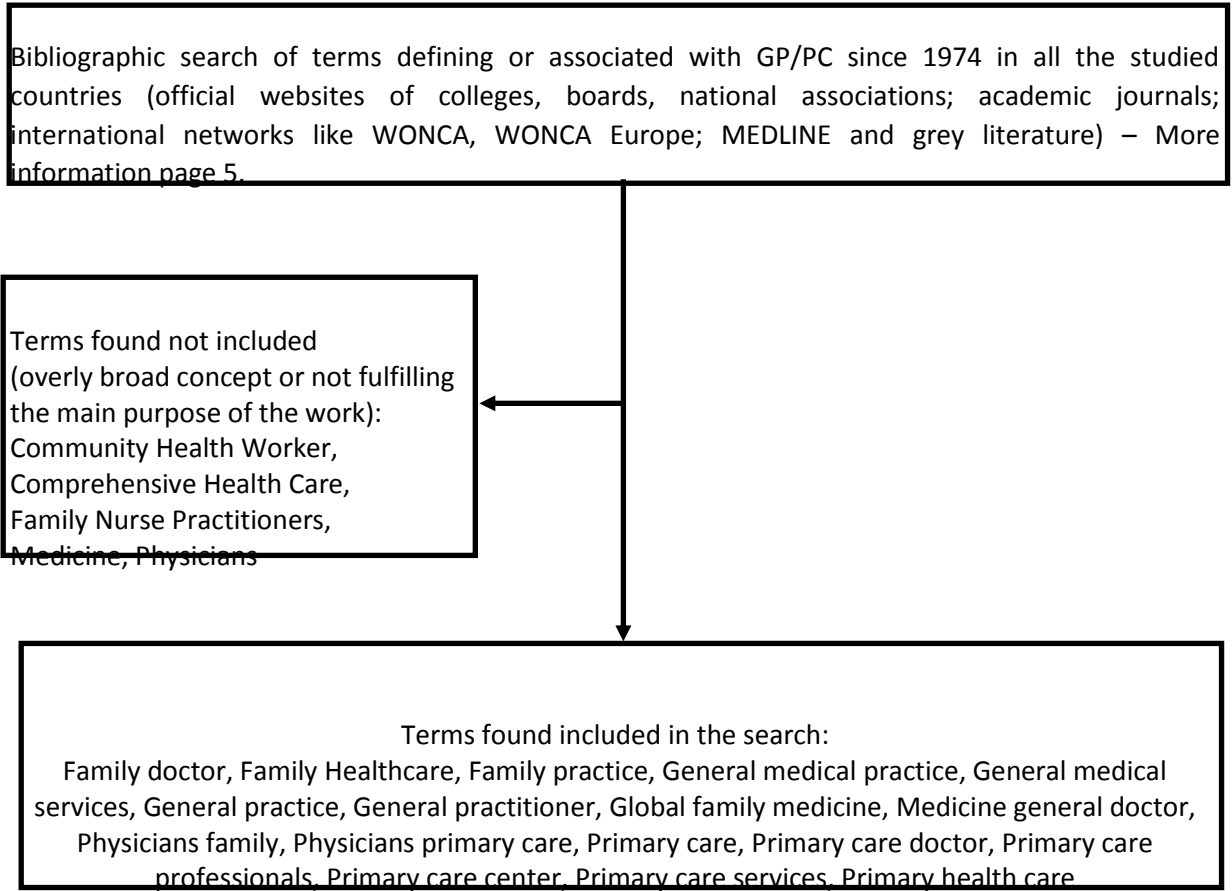 Bibliographic search of terms defining or associated with GP/PC since 1974 in all the studied
countries (official websites of colleges, boards, national associations; academic journals;
international networks like WONCA, WONCA Europe; MEDLINE and grey literature) – More
information page 5.
Terms found not included
(overly broad concept or not fulfilling
the main purpose of the work):
Community Health Worker,
Comprehensive Health Care,
Family Nurse Practitioners,
Medicine, Physicians
Terms found included in the search:
Family doctor, Family Healthcare, Family practice, General medical practice, General medical
services, General practice, General practitioner, Global family medicine, Medicine general doctor,
Physicians family, Physicians primary care, Primary care, Primary care doctor, Primary care
professionals, Primary care center, Primary care services, Primary health care